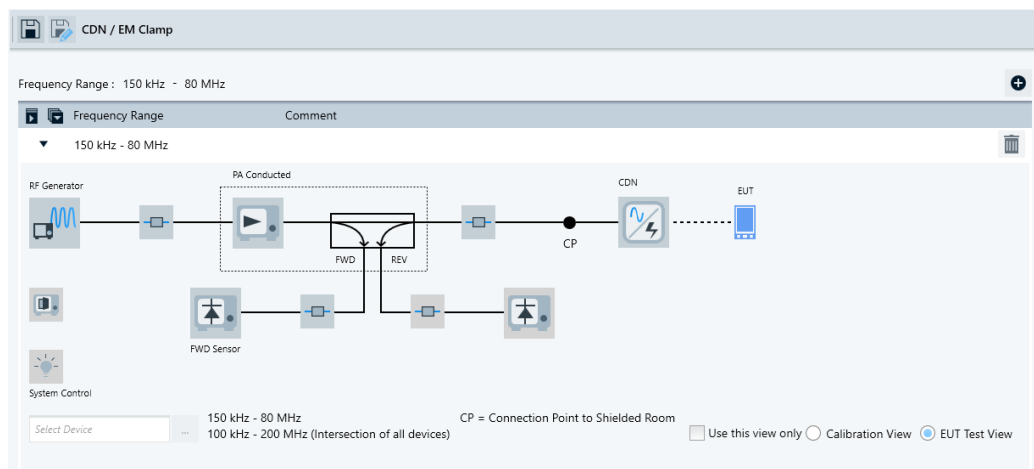 CDN / EM Clamp
Frequency Range : 150 kHz - 80 MHz
Frequency Range Comment
150 kHz - 80 MHz
RF Generator
PA Conducted
CDN
EUT
CP
FWD REV
FWD Sensor
System Control
Select Device ...
150 kHz - 80 MHz
100 kHz - 200 MHz (Intersection of all devices)
CP = Connection Point to Shielded Room
Use this view only Calibration View EUT Test View